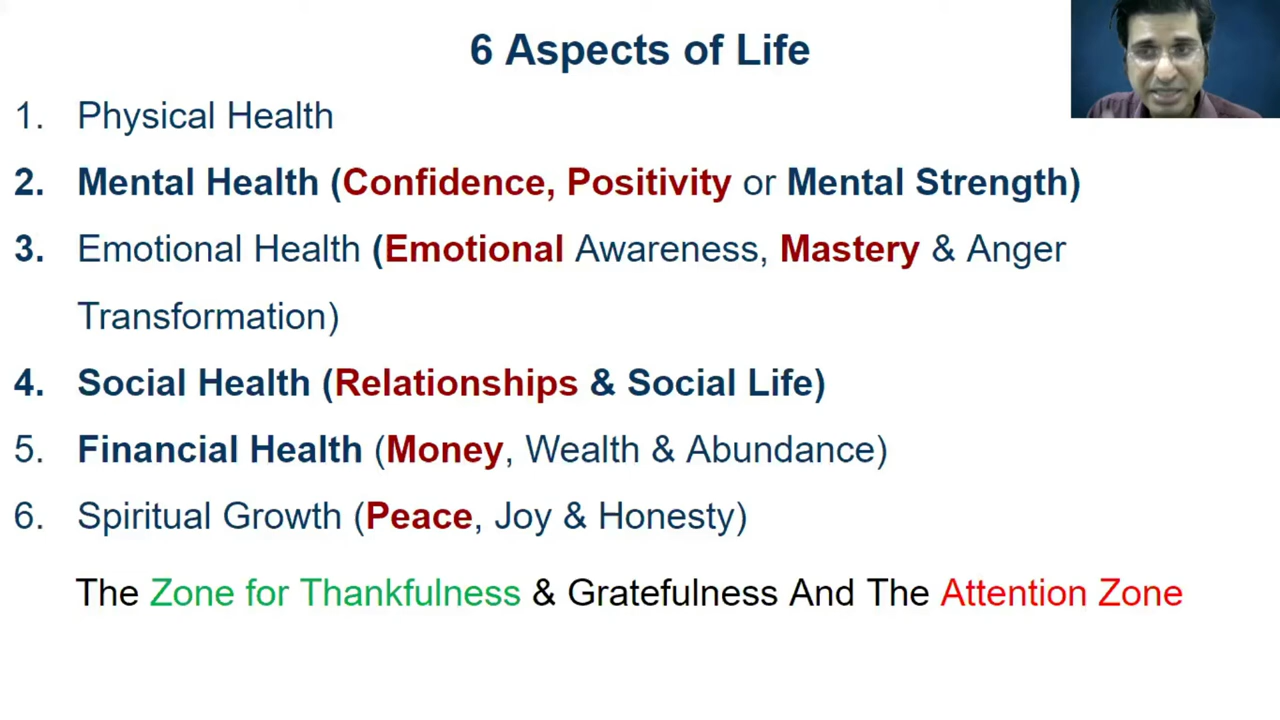 6 Aspects of Life
1. Physical Health
2. Mental Health (Confidence, Positivity or Mental Strength)
3. Emotional Health (Emotional Awareness, Mastery & Anger
Transformation)
4. Social Health (Relationships & Social Life)
5. Financial Health (Money, Wealth & Abundance)
6. Spiritual Growth (Peace, Joy & Honesty)
The Zone for Thankfulness & Gratefulness And The Attention Zone